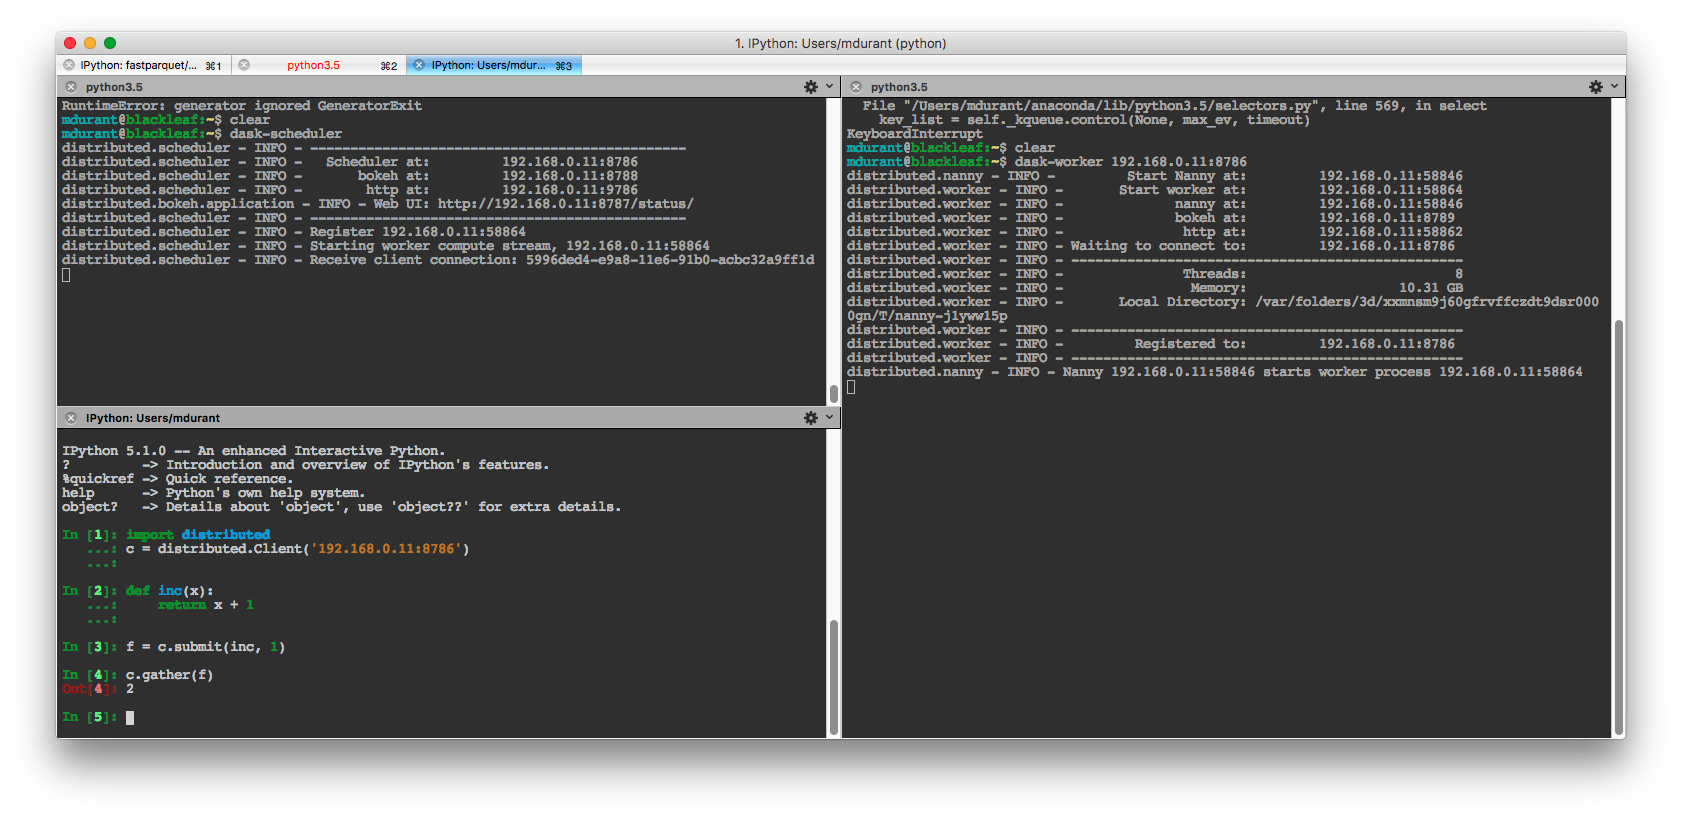 1. IPython: Users/mdurant (python)
IPython: fastparquet/... ⌘1
python3.5 ⌘2
IPython: Users/mdur... ⌘3
python3.5
RuntimeError: generator ignored GeneratorExit
mdurant@blackleaf:~$ clear
mdurant@blackleaf:~$ dask-scheduler
distributed.scheduler - INFO - -----------------------------------------------
distributed.scheduler - INFO -   Scheduler at:         192.168.0.11:8786
distributed.scheduler - INFO -       bokeh at:         192.168.0.11:8788
distributed.scheduler - INFO -        http at:         192.168.0.11:9786
distributed.bokeh.application - INFO - Web UI: http://192.168.0.11:8787/status/
distributed.scheduler - INFO - -----------------------------------------------
distributed.scheduler - INFO - Register 192.168.0.11:58864
distributed.scheduler - INFO - Starting worker compute stream, 192.168.0.11:58864
distributed.scheduler - INFO - Receive client connection: 5996ded4-e9a8-11e6-91b0-acbc32a9ff1d
IPython: Users/mdurant
IPython 5.1.0 -- An enhanced Interactive Python.
?         -> Introduction and overview of IPython's features.
%quickref -> Quick reference.
help      -> Python's own help system.
object?   -> Details about 'object', use 'object??' for extra details.
In [1]: import distributed
   ...: c = distributed.Client('192.168.0.11:8786')
   ...:
In [2]: def inc(x):
   ...:     return x + 1
   ...:
In [3]: f = c.submit(inc, 1)
In [4]: c.gather(f)
Out[4]: 2
In [5]:
python3.5
  File "/Users/mdurant/anaconda/lib/python3.5/selectors.py", line 569, in select
    kev_list = self._kqueue.control(None, max_ev, timeout)
KeyboardInterrupt
mdurant@blackleaf:~$ clear
mdurant@blackleaf:~$ dask-worker 192.168.0.11:8786
distributed.nanny - INFO -         Start Nanny at:         192.168.0.11:58846
distributed.worker - INFO -       Start worker at:         192.168.0.11:58864
distributed.worker - INFO -              nanny at:         192.168.0.11:58846
distributed.worker - INFO -              bokeh at:         192.168.0.11:8789
distributed.worker - INFO -               http at:         192.168.0.11:58862
distributed.worker - INFO - Waiting to connect to:         192.168.0.11:8786
distributed.worker - INFO - -------------------------------------------------
distributed.worker - INFO -               Threads:                          8
distributed.worker - INFO -                Memory:                   10.31 GB
distributed.worker - INFO -       Local Directory: /var/folders/3d/xxmnsm9j60gfrvffczdt9dsr000
0gn/T/nanny-j1yww15p
distributed.worker - INFO - -------------------------------------------------
distributed.worker - INFO -         Registered to:         192.168.0.11:8786
distributed.worker - INFO - -------------------------------------------------
distributed.nanny - INFO - Nanny 192.168.0.11:58846 starts worker process 192.168.0.11:58864